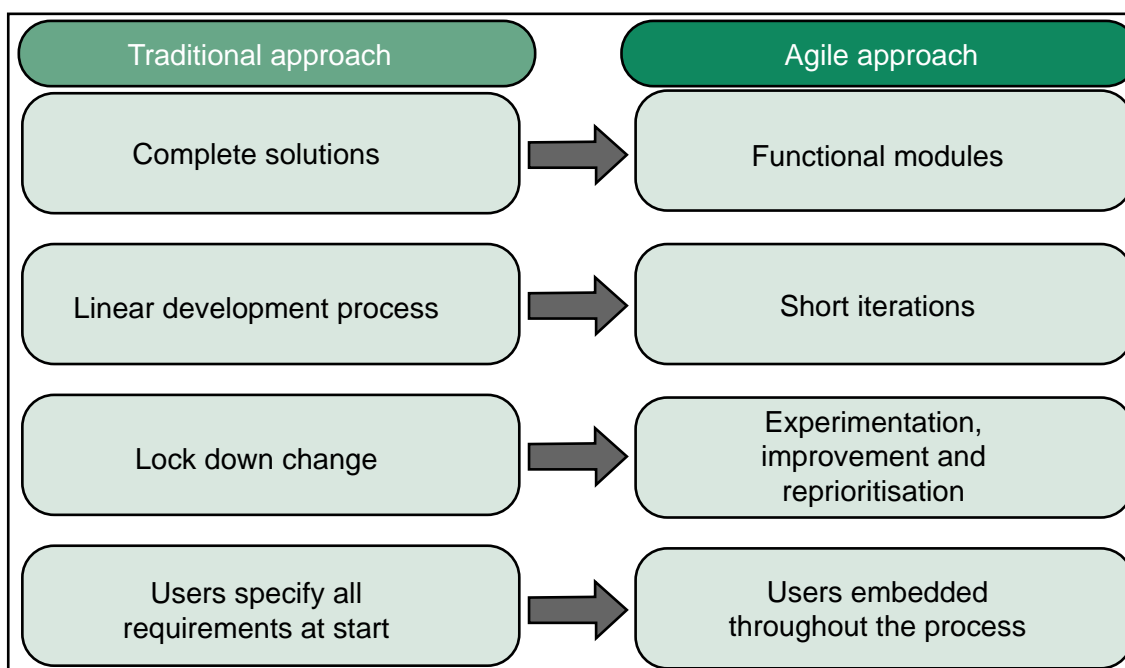 Traditional approach
Agile approach
Complete solutions
Functional modules
Linear development process
Short iterations
Lock down change
Experimentation,
improvement and
reprioritisation
Users specify all
requirements at start
Users embedded
throughout the process